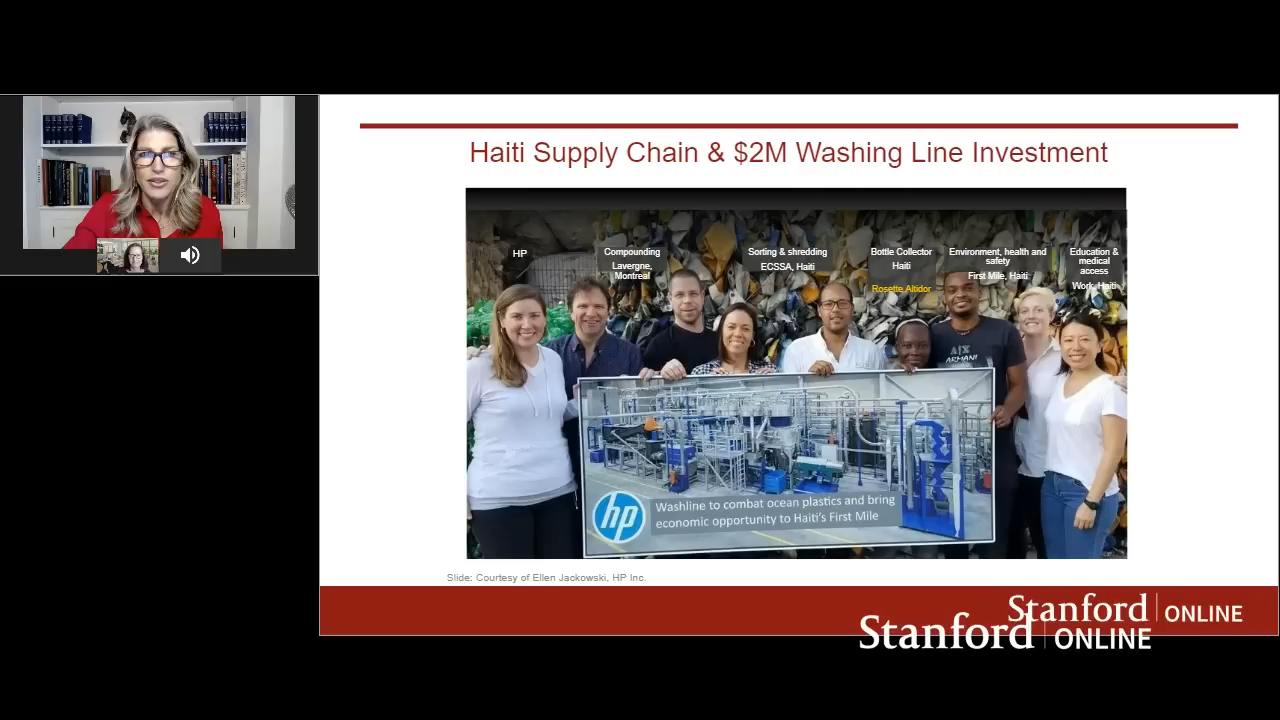 Haiti Supply Chain & $2M Washing Line Investment
HP
Compounding
Lavergne,
Montreal
Sorting & shredding
ECSSA, Haiti
Bottle Collector
Haiti
Rosette Altidor
Environment, health and
safety
First Mile, Haiti
Education &
medical
access
Work, Haiti
A|X
ARMANI
hp
Washline to combat ocean plastics and bring
economic opportunity to Haiti's First Mile
Slide: Courtesy of Ellen Jackowski, HP Inc.
Stanford ONLINE
Stanford ONLINE